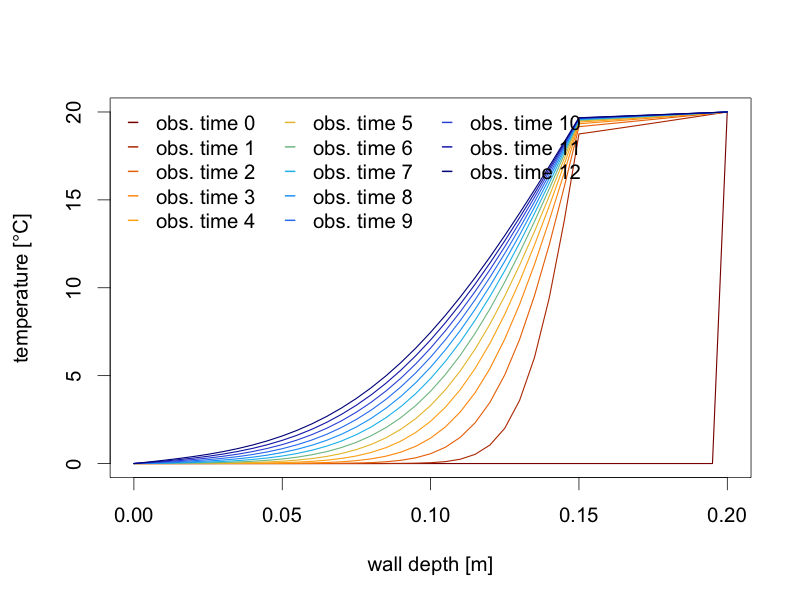 20
15
10
5
0
temperature [°C]
obs. time 0
obs. time 1
obs. time 2
obs. time 3
obs. time 4
obs. time 5
obs. time 6
obs. time 7
obs. time 8
obs. time 9
obs. time 10
obs. time 11
obs. time 12
0.00 0.05 0.10 0.15 0.20
wall depth [m]